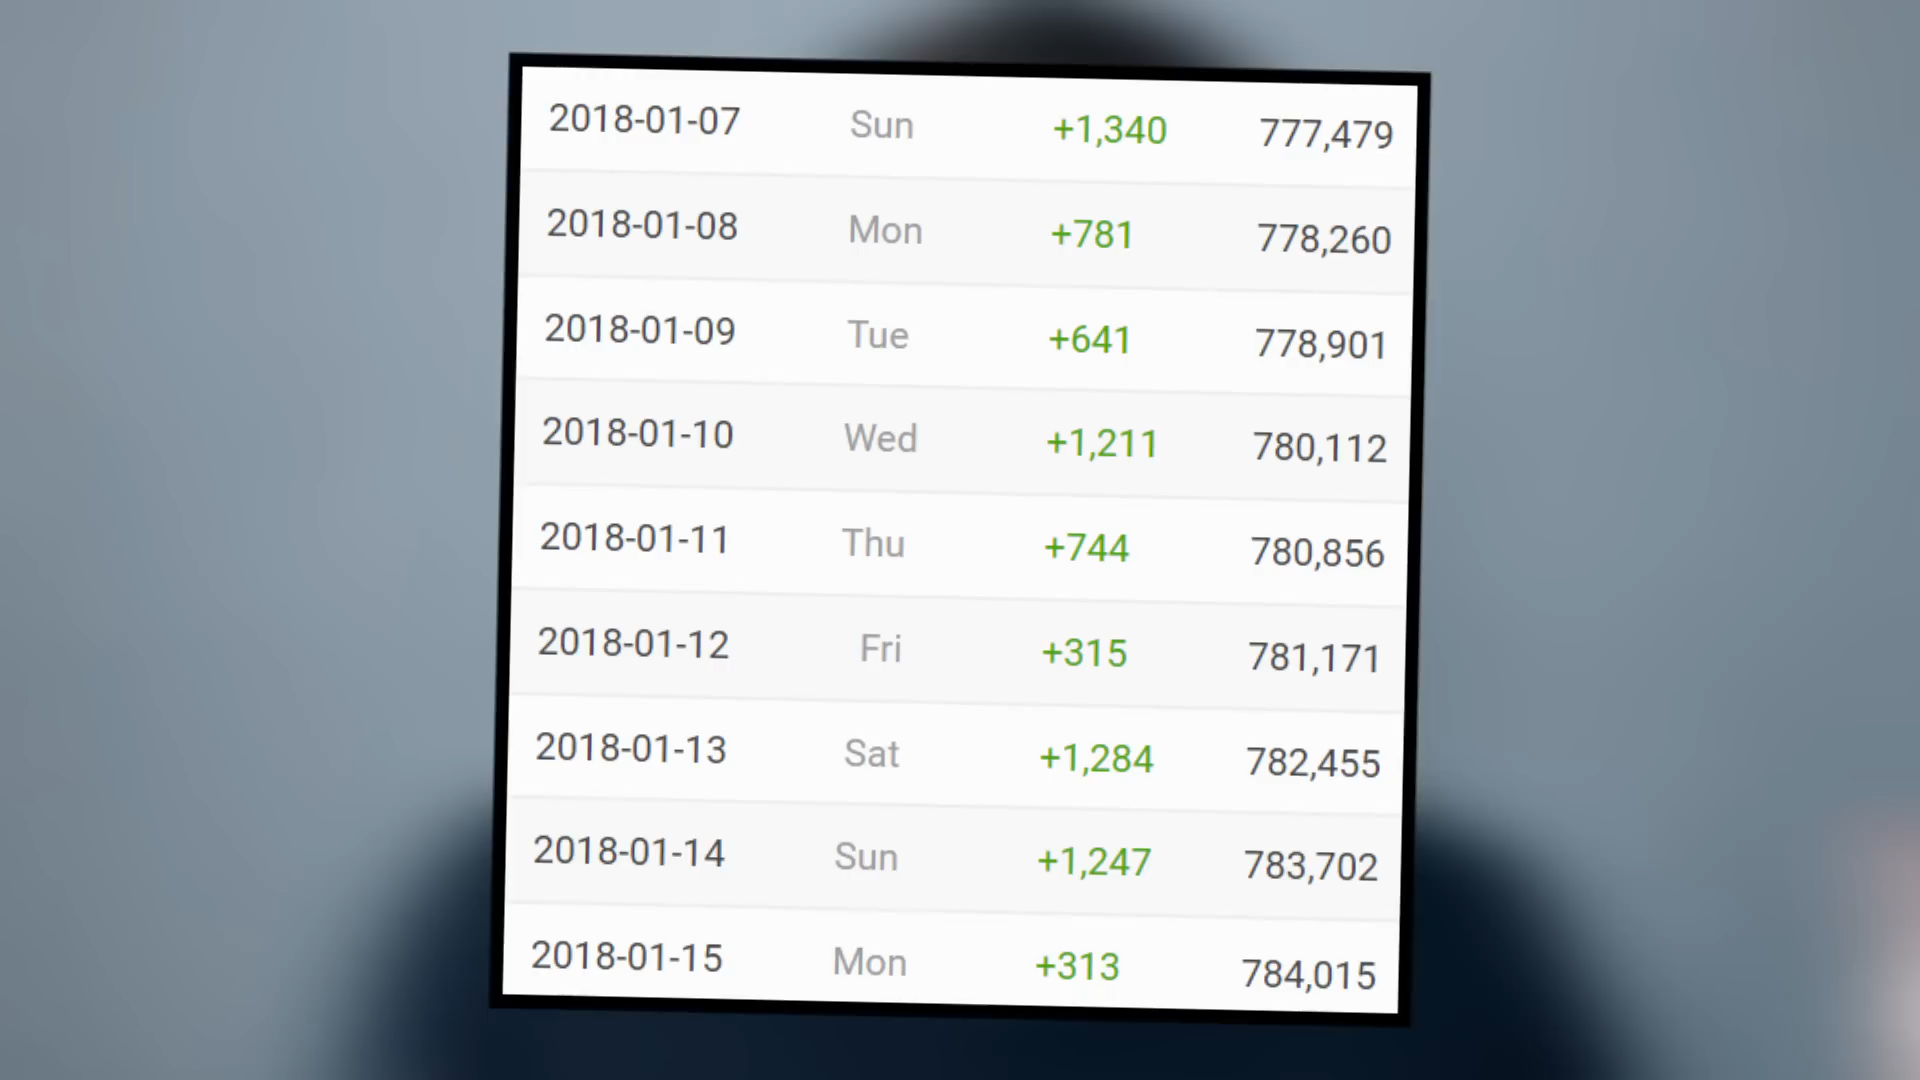 2018-01-07 Sun +1,340 777,479
2018-01-08 Mon +781 778,260
2018-01-09 Tue +641 778,901
2018-01-10 Wed +1,211 780,112
2018-01-11 Thu +744 780,856
2018-01-12 Fri +315 781,171
2018-01-13 Sat +1,284 782,455
2018-01-14 Sun +1,247 783,702
2018-01-15 Mon +313 784,015